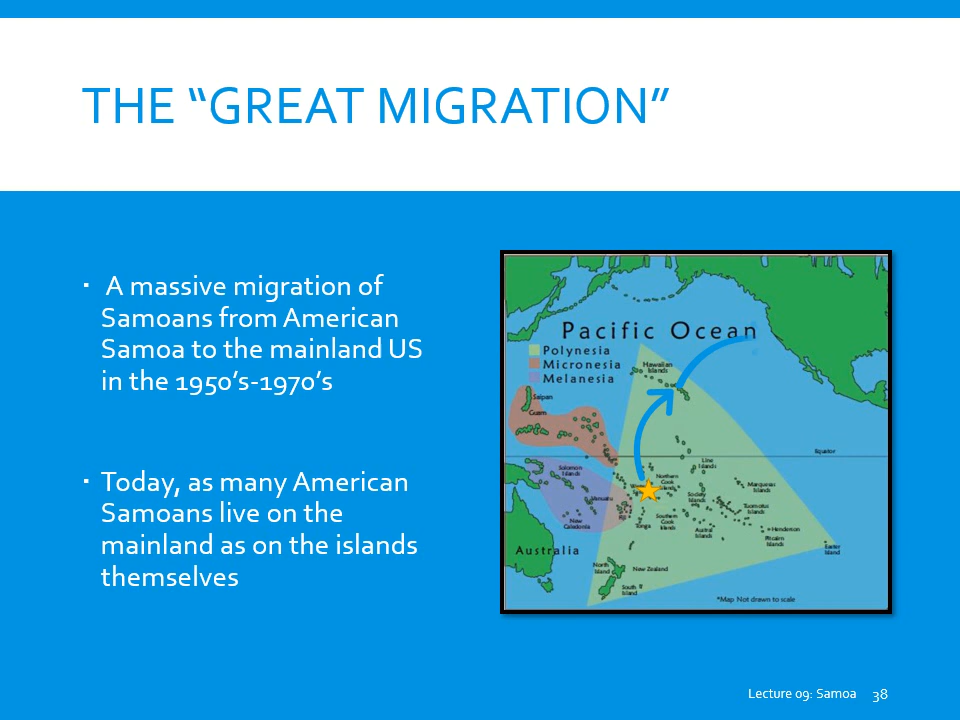 THE “GREAT MIGRATION”
▪ A massive migration of
Samoans from American
Samoa to the mainland US
in the 1950’s-1970’s
▪ Today, as many American
Samoans live on the
mainland as on the islands
themselves
Pacific Ocean
Polynesia
Micronesia
Melanesia
Hawaiian
Islands
Saipan
Guam
Equator
Solomon
Islands
Line
Islands
Northern
Cook
Islands
Marquesas
Islands
Society
Islands
Vanuatu
Tuomotus
Islands
Fiji
New
Caledonia
Tonga
Southern
Cook
Islands
Austral
Islands
Henderson
Pitcairn
Islands
Easter
Island
Australia
North
Island
New Zealand
South
Island
*Map Not drawn to scale
Lecture 09: Samoa 38